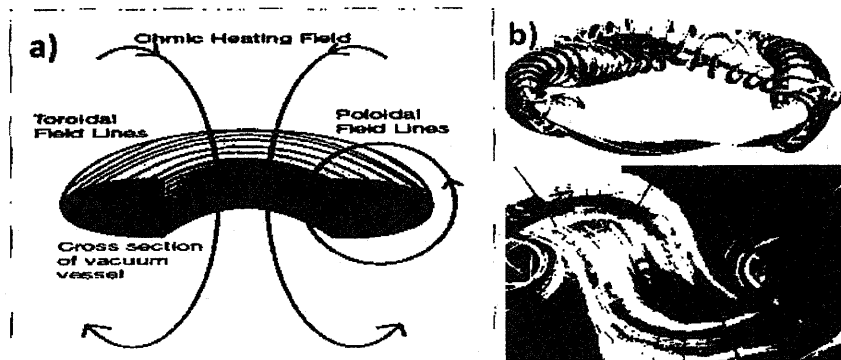 a)
Ohmic Heating Field
Toroidal
Field Lines
Poloidal
Field Lines
Cross section
of vacuum
vessel
b)